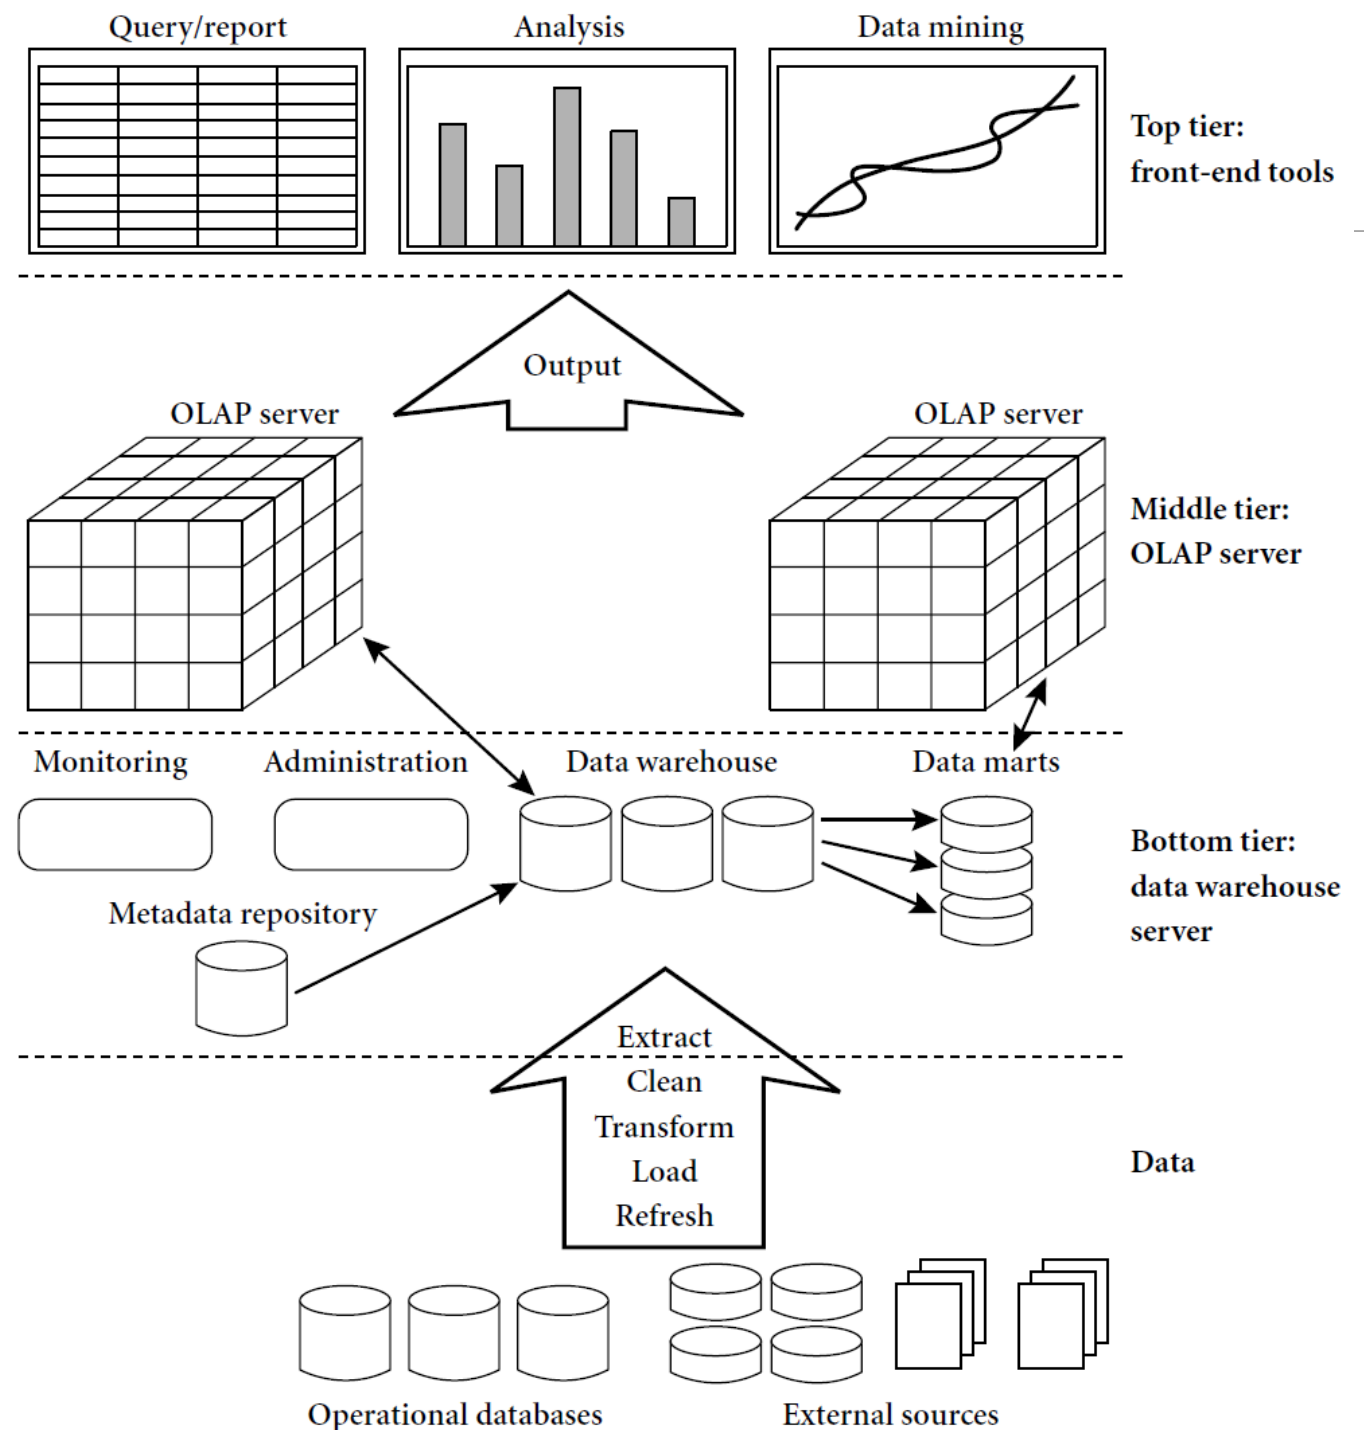 Query/report
Analysis
Data mining
Top tier:
front-end tools
Output
OLAP server
OLAP server
Middle tier:
OLAP server
Monitoring
Administration
Data warehouse
Data marts
Bottom tier:
data warehouse
server
Metadata repository
Extract
Clean
Transform
Load
Refresh
Data
Operational databases
External sources